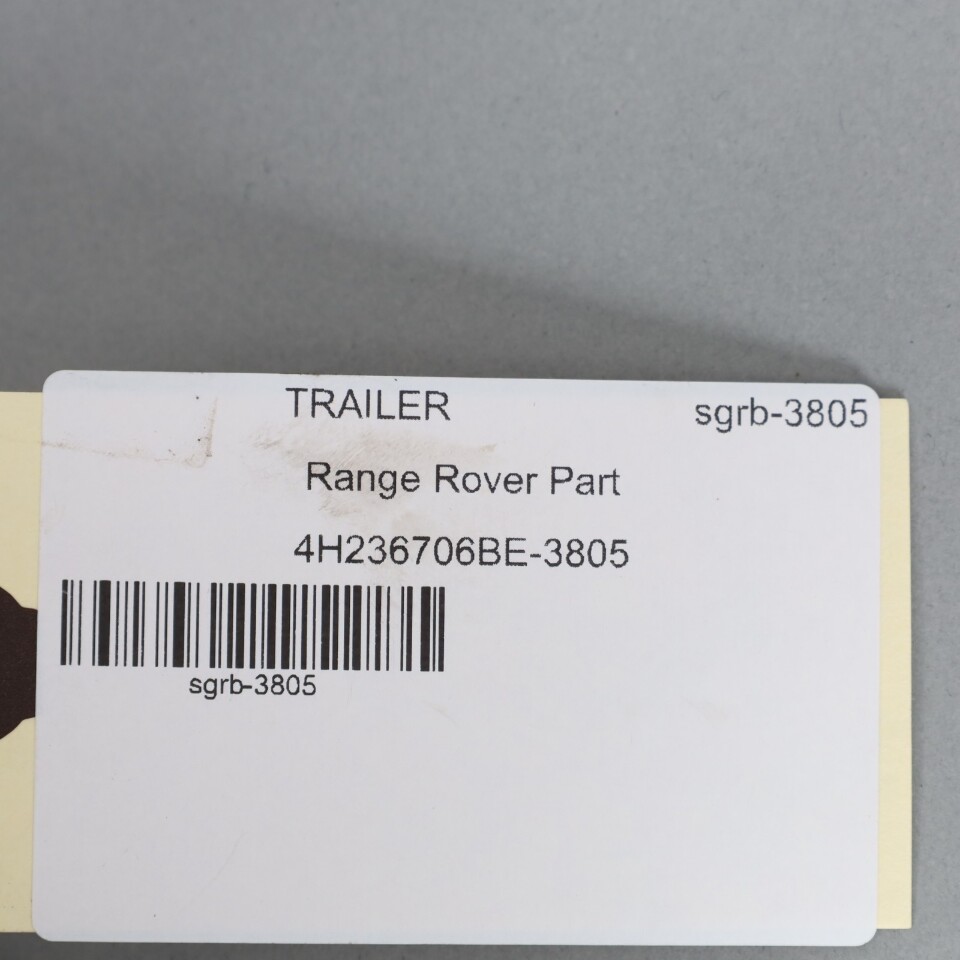 TRAILER sgrb-3805
Range Rover Part
4H236706BE-3805
sgrb-3805